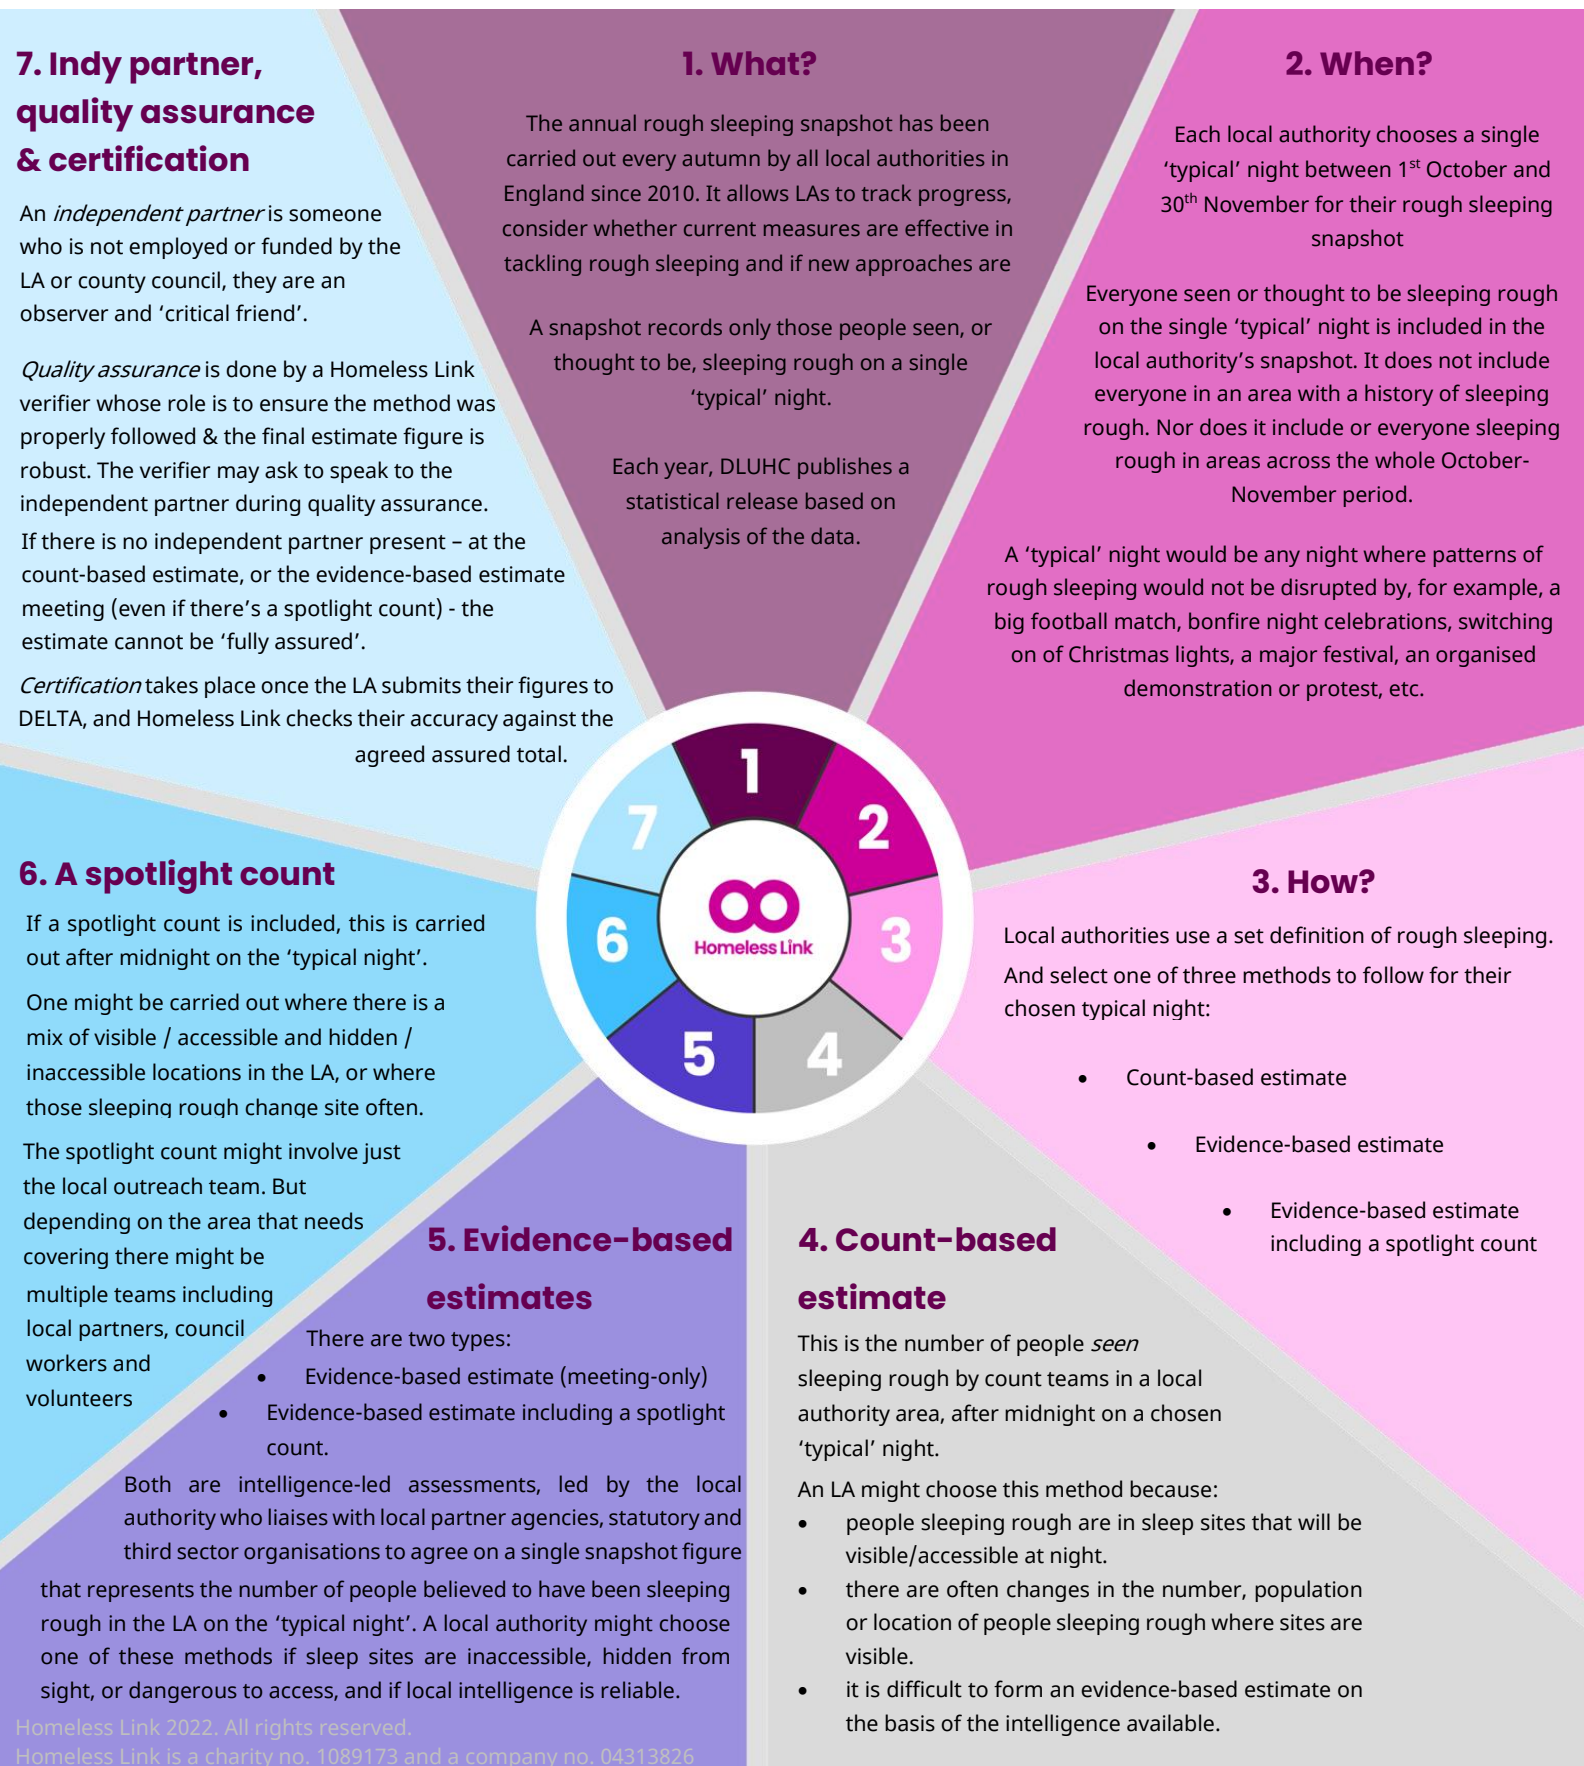 7. Indy partner,
quality assurance
& certification
An independent partner is someone
who is not employed or funded by the
LA or county council, they are an
observer and ‘critical friend’.
Quality assurance is done by a Homeless Link
verifier whose role is to ensure the method was
properly followed & the final estimate figure is
robust. The verifier may ask to speak to the
independent partner during quality assurance.
If there is no independent partner present – at the
count-based estimate, or the evidence-based estimate
meeting (even if there’s a spotlight count) - the
estimate cannot be ‘fully assured’.
Certification takes place once the LA submits their figures to
DELTA, and Homeless Link checks their accuracy against the
agreed assured total.
1. What?
The annual rough sleeping snapshot has been
carried out every autumn by all local authorities in
England since 2010. It allows LAs to track progress,
consider whether current measures are effective in
tackling rough sleeping and if new approaches are
A snapshot records only those people seen, or
thought to be, sleeping rough on a single
‘typical’ night.
Each year, DLUHC publishes a
statistical release based on
analysis of the data.
2. When?
Each local authority chooses a single
‘typical’ night between 1st October and
30th November for their rough sleeping
snapshot
Everyone seen or thought to be sleeping rough
on the single ‘typical’ night is included in the
local authority’s snapshot. It does not include
everyone in an area with a history of sleeping
rough. Nor does it include or everyone sleeping
rough in areas across the whole October-
November period.
A ‘typical’ night would be any night where patterns of
rough sleeping would not be disrupted by, for example, a
big football match, bonfire night celebrations, switching
on of Christmas lights, a major festival, an organised
demonstration or protest, etc.
1
2
3
4
5
6
7
Homeless Link
3. How?
Local authorities use a set definition of rough sleeping.
And select one of three methods to follow for their
chosen typical night:
• Count-based estimate
• Evidence-based estimate
• Evidence-based estimate
including a spotlight count
6. A spotlight count
If a spotlight count is included, this is carried
out after midnight on the ‘typical night’.
One might be carried out where there is a
mix of visible / accessible and hidden /
inaccessible locations in the LA, or where
those sleeping rough change site often.
The spotlight count might involve just
the local outreach team. But
depending on the area that needs
covering there might be
multiple teams including
local partners, council
workers and
volunteers
5. Evidence-based
estimates
There are two types:
• Evidence-based estimate (meeting-only)
• Evidence-based estimate including a spotlight
count.
Both are intelligence-led assessments, led by the local
authority who liaises with local partner agencies, statutory and
third sector organisations to agree on a single snapshot figure
that represents the number of people believed to have been sleeping
rough in the LA on the ‘typical night’. A local authority might choose
one of these methods if sleep sites are inaccessible, hidden from
sight, or dangerous to access, and if local intelligence is reliable.
4. Count-based
estimate
This is the number of people seen
sleeping rough by count teams in a local
authority area, after midnight on a chosen
‘typical’ night.
An LA might choose this method because:
• people sleeping rough are in sleep sites that will be
visible/accessible at night.
• there are often changes in the number, population
or location of people sleeping rough where sites are
visible.
• it is difficult to form an evidence-based estimate on
the basis of the intelligence available.
Homeless Link 2022. All rights reserved.
Homeless Link is a charity no. 1089173 and a company no. 04313826